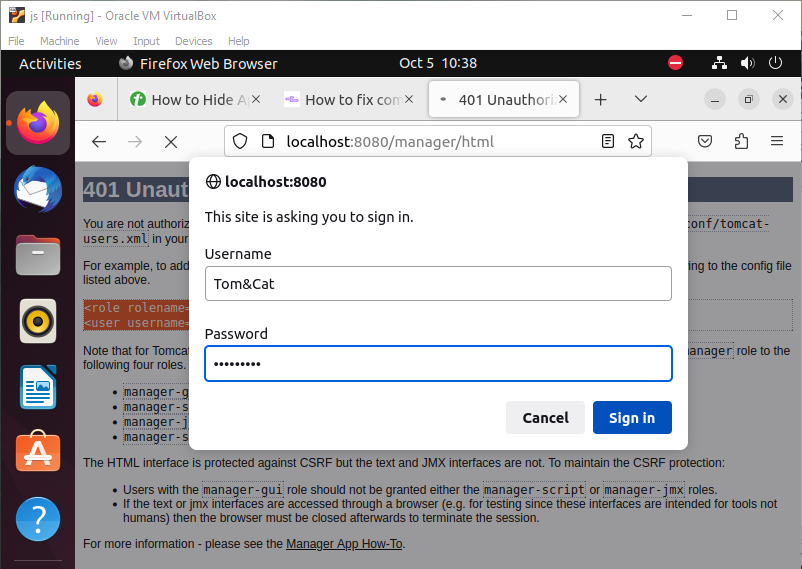 js [Running] - Oracle VM VirtualBox
File Machine View Input Devices Help
Activities Firefox Web Browser Oct 5 10:38
How to Hide A How to fix com 401 Unauthori
localhost:8080/manager/html
401 Unau
localhost:8080
This site is asking you to sign in.
You are not authoriz conf/tomcat-
users.xml in your
Username
For example, to add ing to the config file
listed above.
Tom&Cat
<role rolename=
<user username=
Password
Note that for Tomca manager role to the
following four roles.
•••••••••
manager-g
manager-s
manager-j
manager-s
Cancel Sign in
The HTML interface is protected against CSRF but the text and JMX interfaces are not. To maintain the CSRF protection:
• Users with the manager-gui role should not be granted either the manager-script or manager-jmx roles.
• If the text or jmx interfaces are accessed through a browser (e.g. for testing since these interfaces are intended for tools not
humans) then the browser must be closed afterwards to terminate the session.
For more information - please see the Manager App How-To.